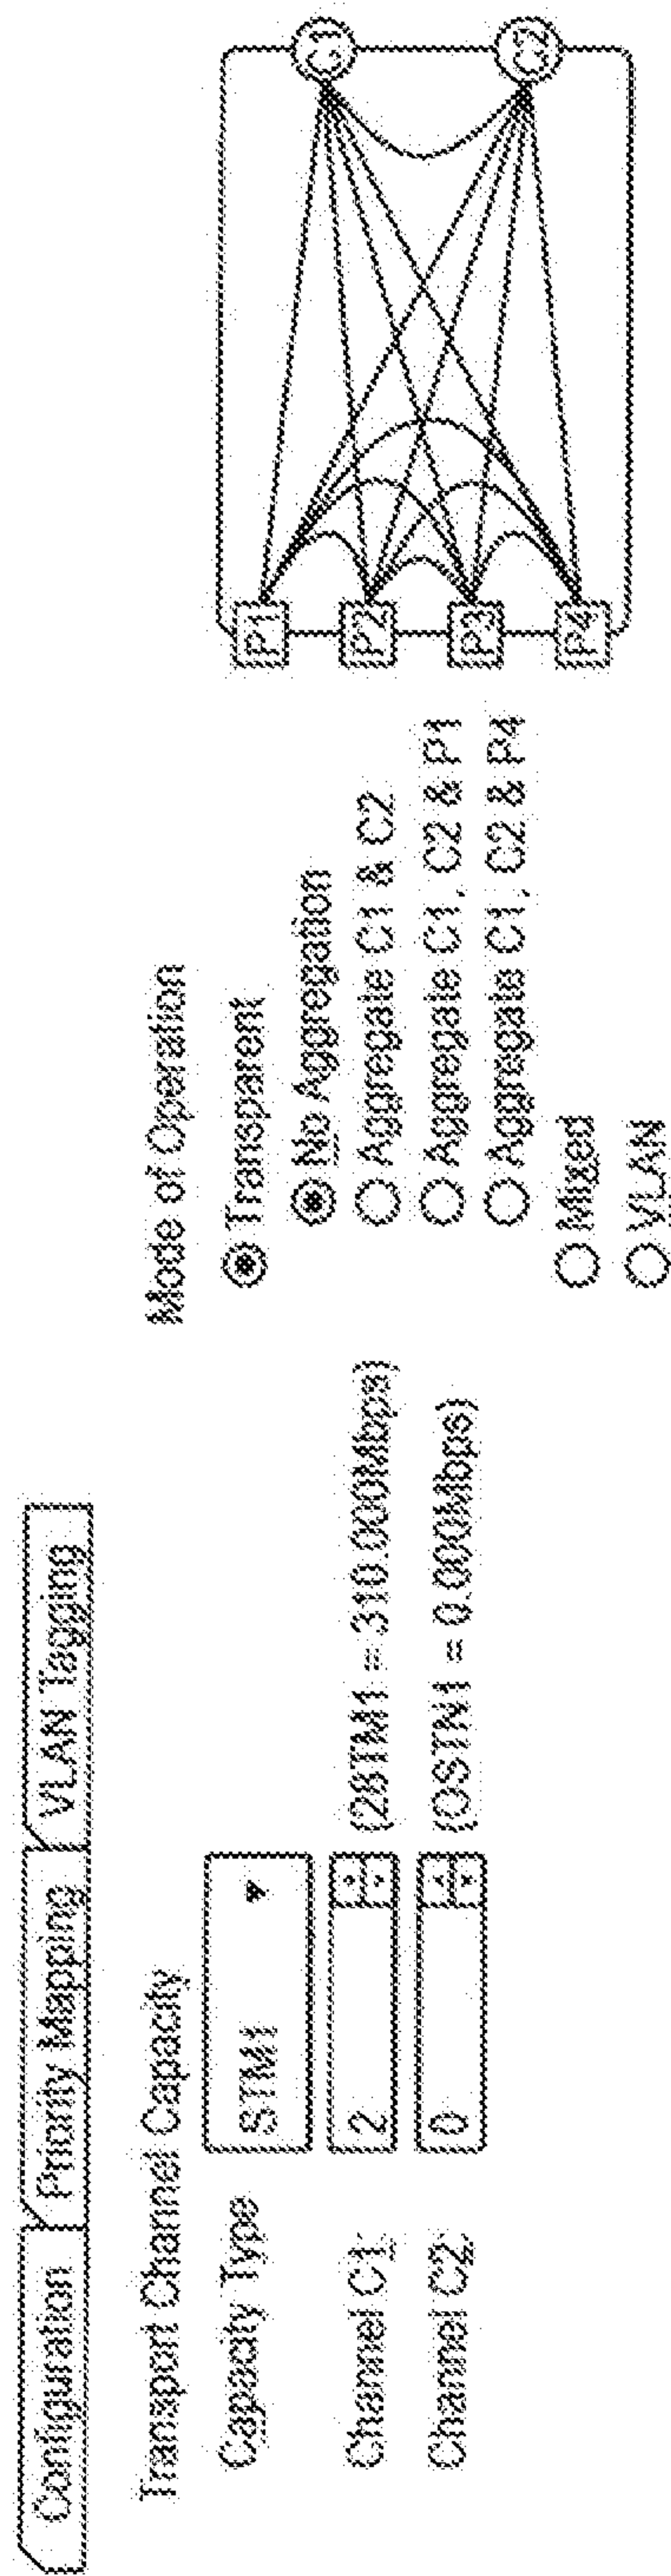 Configuration
Priority Mapping
VLAN Tagging
Transport Channel Capacity
Capacity Type
STM1
Channel C1:
2
(2STM1 = 310.000Mbps)
Channel C2:
0
(OSTN1 = 0.000Mbps)
Mode of Operation
Transparent
No Aggregation
Aggregate C1 & C2
Aggregate C1, C2 & P1
Aggregate C1, C2 & P4
Mixed
VLAN
P1
P2
P3
P4
C1
C2